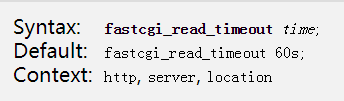 Syntax: fastcgi_read_timeout time;
Default: fastcgi_read_timeout 60s;
Context: http, server, location